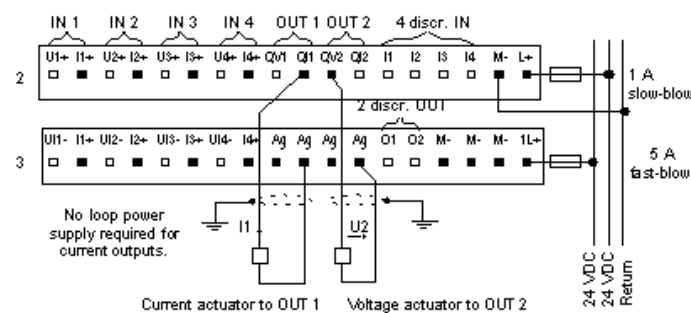 IN 1 IN 2 IN 3 IN 4 OUT 1 OUT 2 4 discr. IN
U1+ I1+ U2+ I2+ U3+ I3+ U4+ I4+ QV1 QI1 QV2 QI2 I1 I2 I3 I4 M- L+
2
1 A
slow-blow
2 discr. OUT
UI1- I1+ UI2- I2+ UI3- I3+ UI4- I4+ Ag Ag Ag Ag O1 O2 M- M- M- 1L+
3
5 A
fast-blow
No loop power
supply required for
current outputs.
I1
U2
24 VDC
24 VDC
Return
Current actuator to OUT 1
Voltage actuator to OUT 2